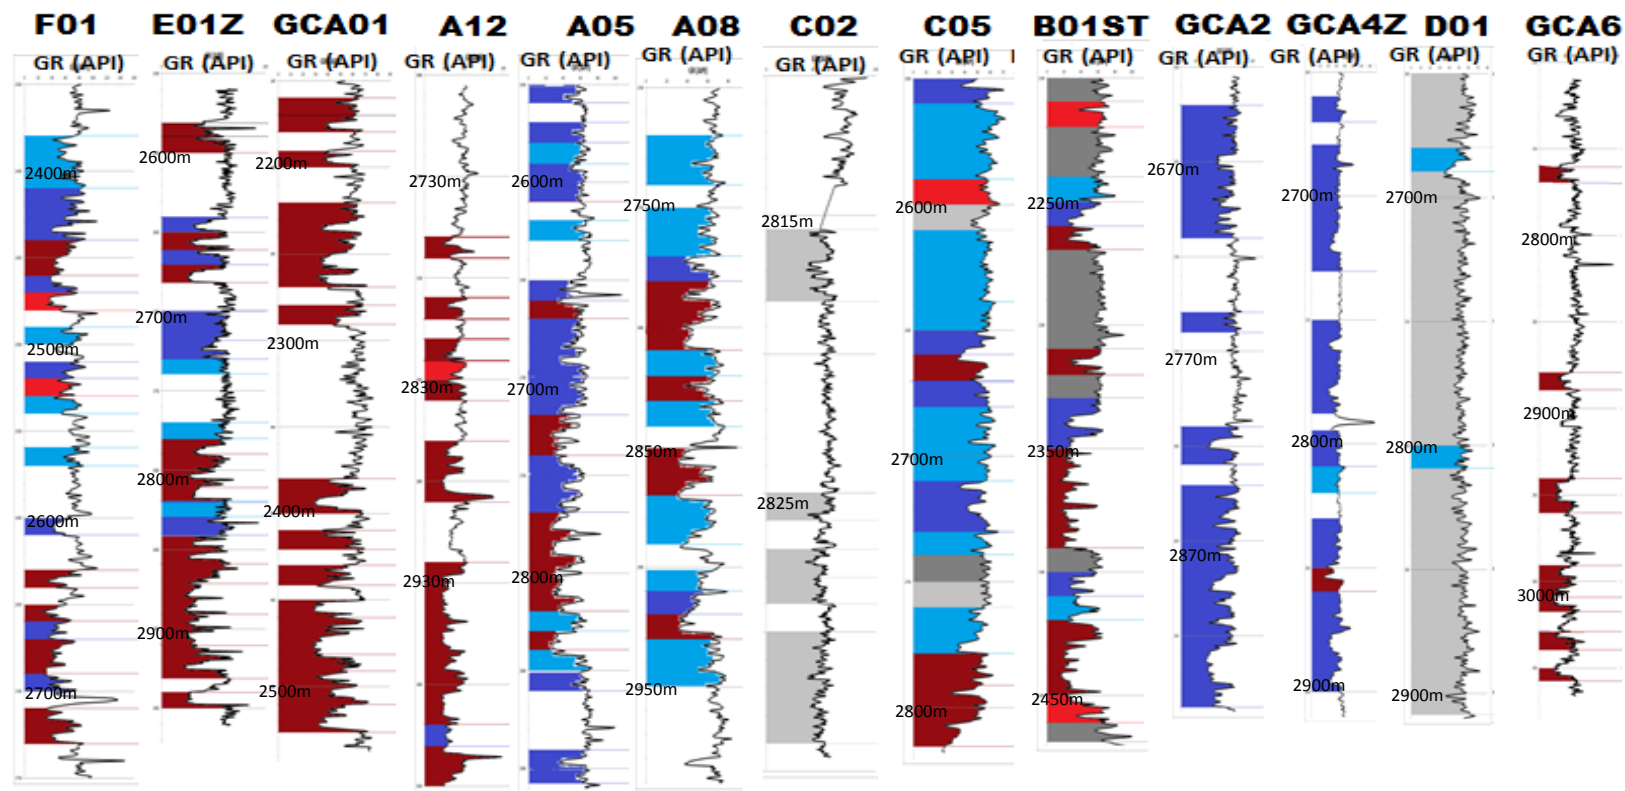 F01 E01Z GCA01 A12 A05 A08 C02 C05 B01ST GCA2 GCA4Z D01 GCA6
GR (API) GR (API) GR (API) GR (API) GR (API) GR (API) GR (API) GR (API) GR (API) GR (API) GR (API) GR (API) GR (API)
2400m
2500m
2600m
2700m
2600m
2700m
2800m
2900m
2200m
2300m
2400m
2500m
2730m
2830m
2930m
2600m
2700m
2800m
2750m
2850m
2950m
2815m
2825m
2600m
2700m
2800m
2250m
2350m
2450m
2670m
2770m
2870m
2700m
2800m
2900m
2700m
2800m
2900m
2800m
2900m
3000m